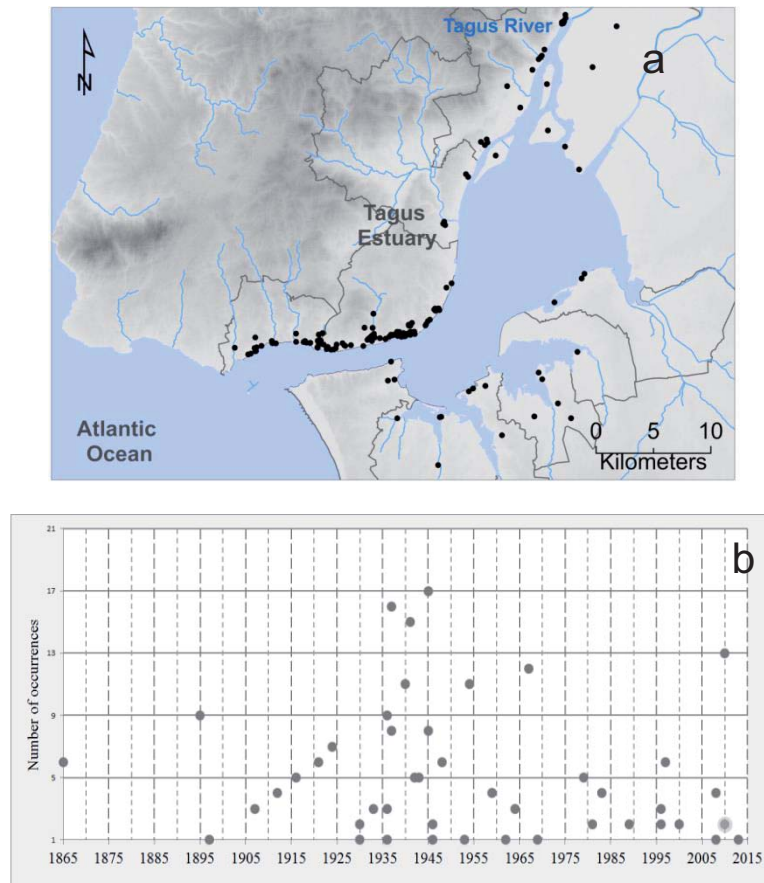 Tagus River
a
N
Tagus
Estuary
Atlantic
Ocean
0 5 10
Kilometers
b
Number of occurrences
21
17
13
9
5
1
1865 1875 1885 1895 1905 1915 1925 1935 1945 1955 1965 1975 1985 1995 2005 2015